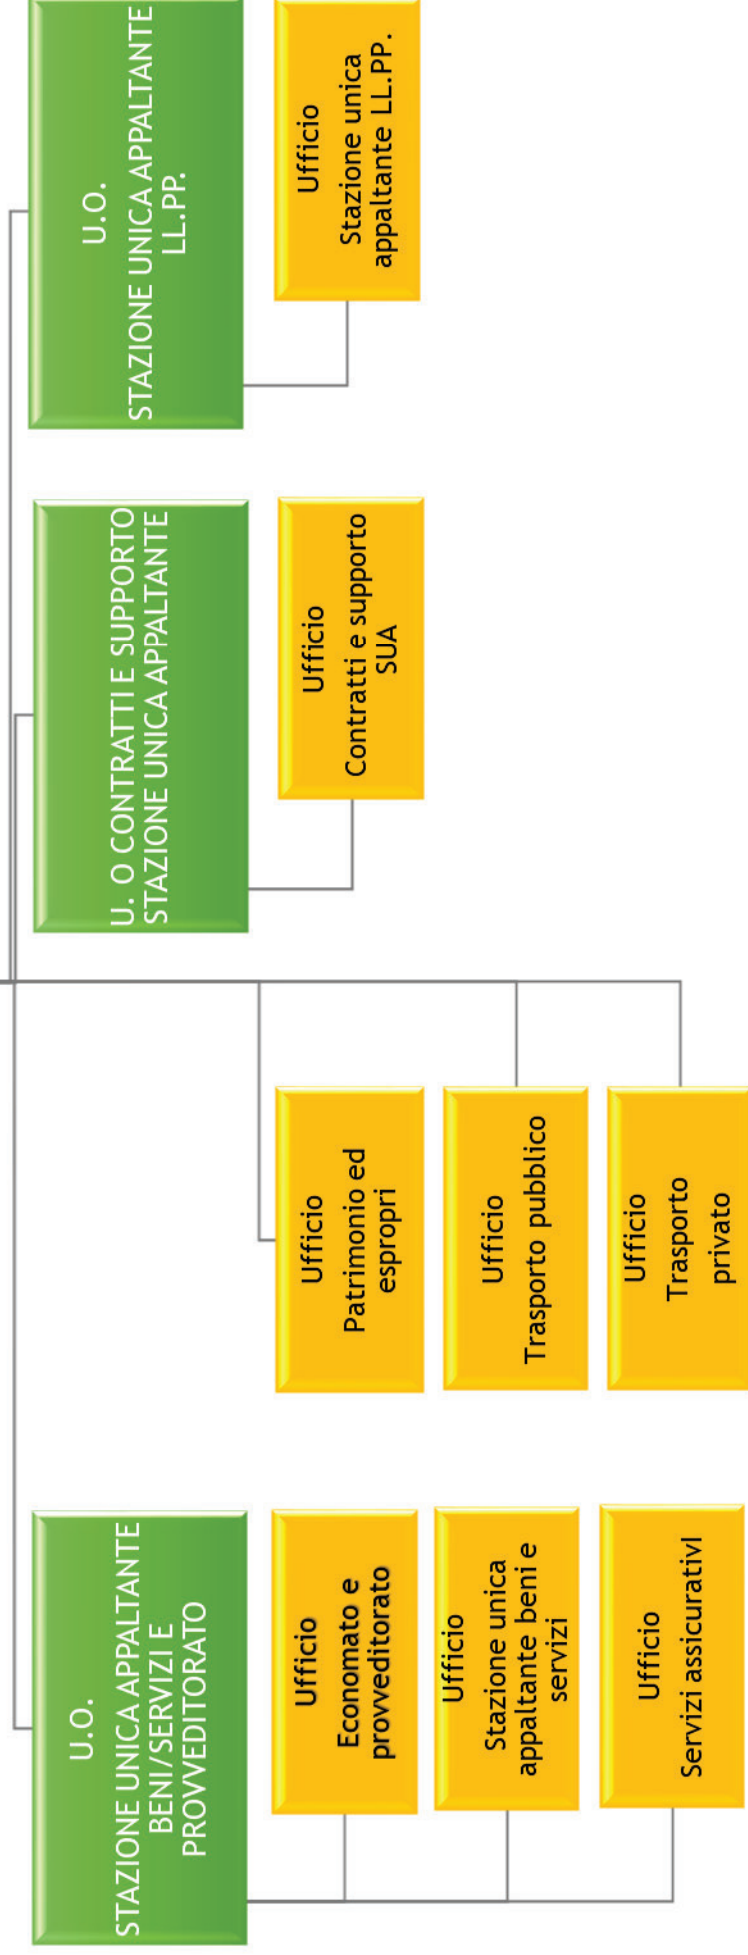 U.O.
STAZIONE UNICA APPALTANTE
BENI/SERVIZI E
PROVVEDITORATO
Ufficio
Economato e
provveditorato
Ufficio
Stazione unica
appaltante beni e
servizi
Ufficio
Servizi assicurativI
Ufficio
Patrimonio ed
espropri
Ufficio
Trasporto pubblico
Ufficio
Trasporto
privato
U. O CONTRATTI E SUPPORTO
STAZIONE UNICA APPALTANTE
Ufficio
Contratti e supporto
SUA
U.O.
STAZIONE UNICA APPALTANTE
LL.PP.
Ufficio
Stazione unica
appaltante LL.PP.